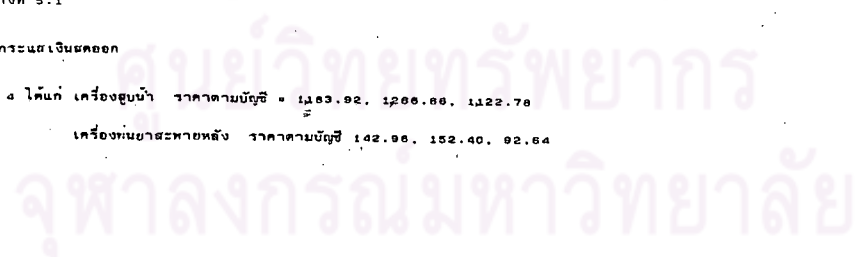 ที่ 5.1
กระแสเงินสดออก
4 ได้แก่ เครื่องสูบน้ำ ราคาตามบัญชี = 1,163.92, 1266.66, 1,122.78
เครื่องพ่นยาสะพายหลัง ราคาตามบัญชี 142.96, 152.40, 92.64
ศูนย์วิทยทรัพยากร
จุฬาลงกรณ์มหาวิทยาลัย